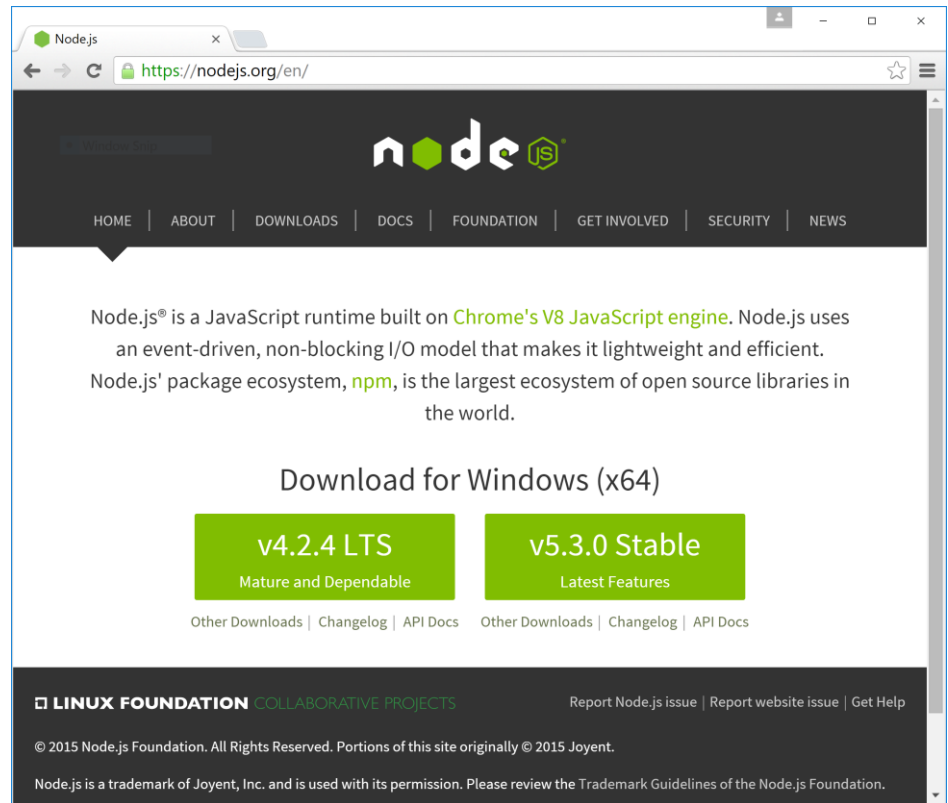 Node.js
https://nodejs.org/en/
Window Snip
node JS
HOME | ABOUT | DOWNLOADS | DOCS | FOUNDATION | GET INVOLVED | SECURITY | NEWS
Node.js® is a JavaScript runtime built on Chrome's V8 JavaScript engine. Node.js uses
an event-driven, non-blocking I/O model that makes it lightweight and efficient.
Node.js' package ecosystem, npm, is the largest ecosystem of open source libraries in
the world.
Download for Windows (x64)
v4.2.4 LTS
Mature and Dependable
Other Downloads | Changelog | API Docs
v5.3.0 Stable
Latest Features
Other Downloads | Changelog | API Docs
LINUX FOUNDATION COLLABORATIVE PROJECTS
Report Node.js issue | Report website issue | Get Help
© 2015 Node.js Foundation. All Rights Reserved. Portions of this site originally © 2015 Joyent.
Node.js is a trademark of Joyent, Inc. and is used with its permission. Please review the Trademark Guidelines of the Node.js Foundation.